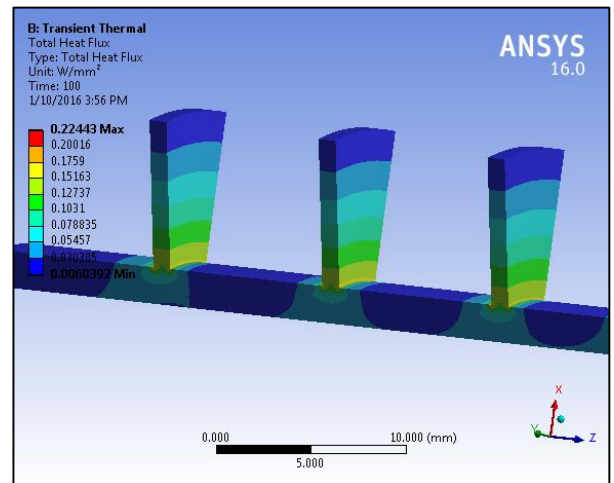 B: Transient Thermal
Total Heat Flux
Type: Total Heat Flux
Unit: W/mm²
Time: 100
1/10/2016 3:56 PM
ANSYS
16.0
0.22443 Max
0.20016
0.1759
0.15163
0.12737
0.1031
0.078835
0.05457
0.030305
0.0060392 Min
0.000
10.000 (mm)
5.000
X
Y
Z